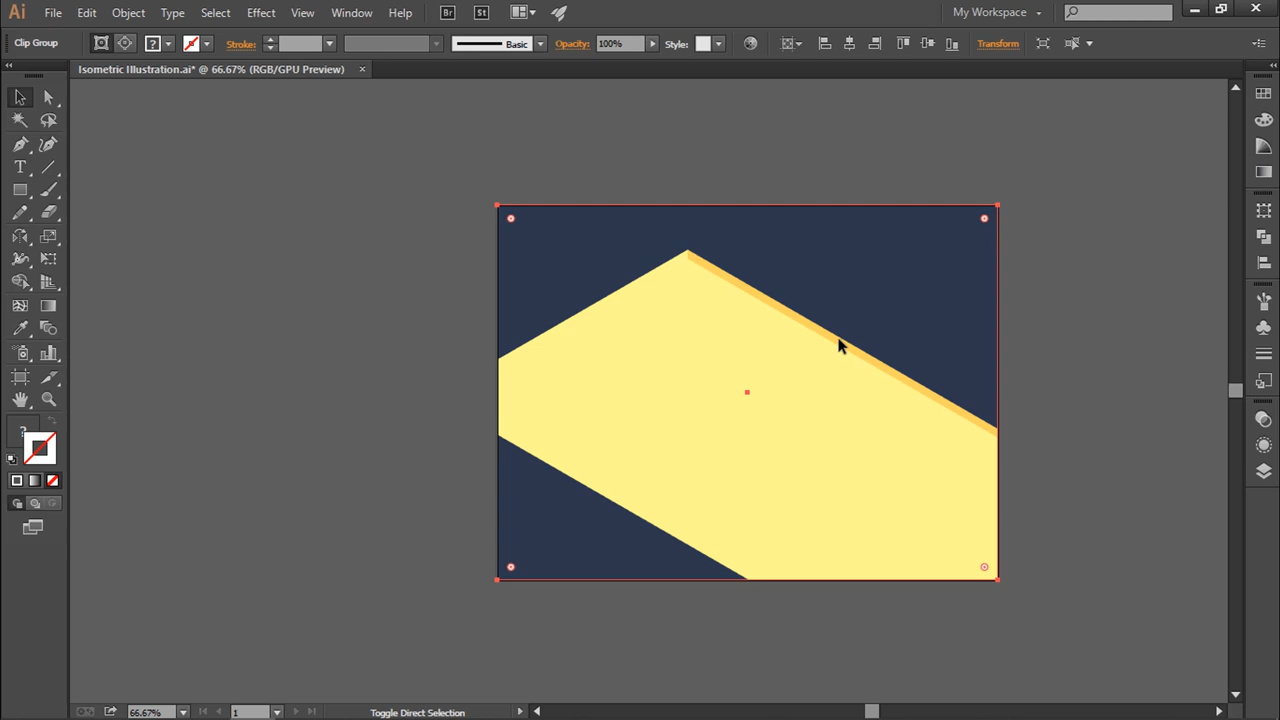 Ai File Edit Object Type Select Effect View Window Help Br St My Workspace
Clip Group ? Stroke: Basic Opacity: 100% Style: Transform
Isometric Illustration.ai* @ 66.67% (RGB/GPU Preview) ×
T
?
66.67% 1 Toggle Direct Selection